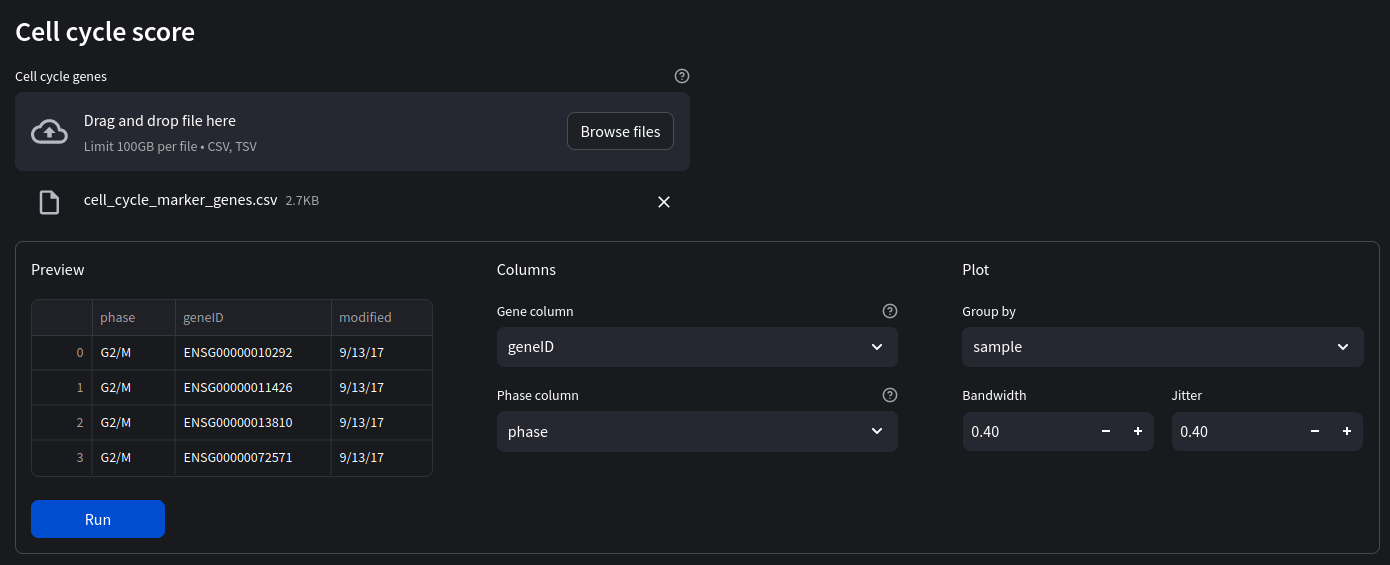 Cell cycle score
Cell cycle genes
Drag and drop file here
Limit 100GB per file • CSV, TSV
Browse files
cell_cycle_marker_genes.csv 2.7KB
Preview
phase geneID modified
0 G2/M ENSG00000010292 9/13/17
1 G2/M ENSG00000011426 9/13/17
2 G2/M ENSG00000013810 9/13/17
3 G2/M ENSG00000072571 9/13/17
Run
Columns
Gene column
geneID
Phase column
phase
Plot
Group by
sample
Bandwidth Jitter
0.40 0.40